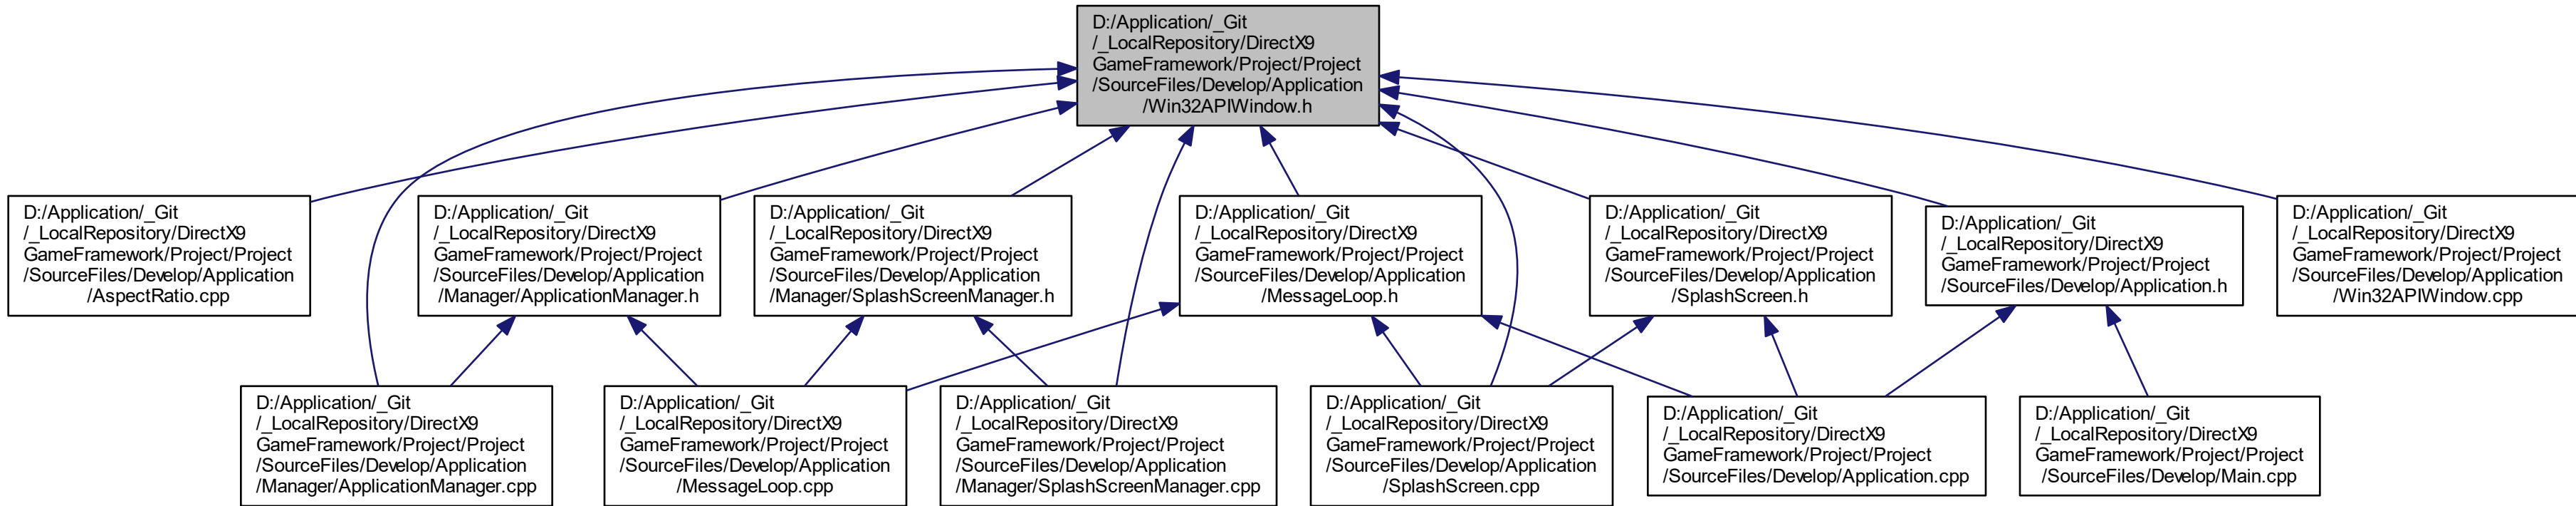 D:/Application/_Git
/_LocalRepository/DirectX9
GameFramework/Project/Project
/SourceFiles/Develop/Application
/Win32APIWindow.h
D:/Application/_Git
/_LocalRepository/DirectX9
GameFramework/Project/Project
/SourceFiles/Develop/Application
/AspectRatio.cpp
D:/Application/_Git
/_LocalRepository/DirectX9
GameFramework/Project/Project
/SourceFiles/Develop/Application
/Manager/ApplicationManager.h
D:/Application/_Git
/_LocalRepository/DirectX9
GameFramework/Project/Project
/SourceFiles/Develop/Application
/Manager/SplashScreenManager.h
D:/Application/_Git
/_LocalRepository/DirectX9
GameFramework/Project/Project
/SourceFiles/Develop/Application
/MessageLoop.h
D:/Application/_Git
/_LocalRepository/DirectX9
GameFramework/Project/Project
/SourceFiles/Develop/Application
/SplashScreen.h
D:/Application/_Git
/_LocalRepository/DirectX9
GameFramework/Project/Project
/SourceFiles/Develop/Application.h
D:/Application/_Git
/_LocalRepository/DirectX9
GameFramework/Project/Project
/SourceFiles/Develop/Application
/Win32APIWindow.cpp
D:/Application/_Git
/_LocalRepository/DirectX9
GameFramework/Project/Project
/SourceFiles/Develop/Application
/Manager/ApplicationManager.cpp
D:/Application/_Git
/_LocalRepository/DirectX9
GameFramework/Project/Project
/SourceFiles/Develop/Application
/MessageLoop.cpp
D:/Application/_Git
/_LocalRepository/DirectX9
GameFramework/Project/Project
/SourceFiles/Develop/Application
/Manager/SplashScreenManager.cpp
D:/Application/_Git
/_LocalRepository/DirectX9
GameFramework/Project/Project
/SourceFiles/Develop/Application
/SplashScreen.cpp
D:/Application/_Git
/_LocalRepository/DirectX9
GameFramework/Project/Project
/SourceFiles/Develop/Application.cpp
D:/Application/_Git
/_LocalRepository/DirectX9
GameFramework/Project/Project
/SourceFiles/Develop/Main.cpp